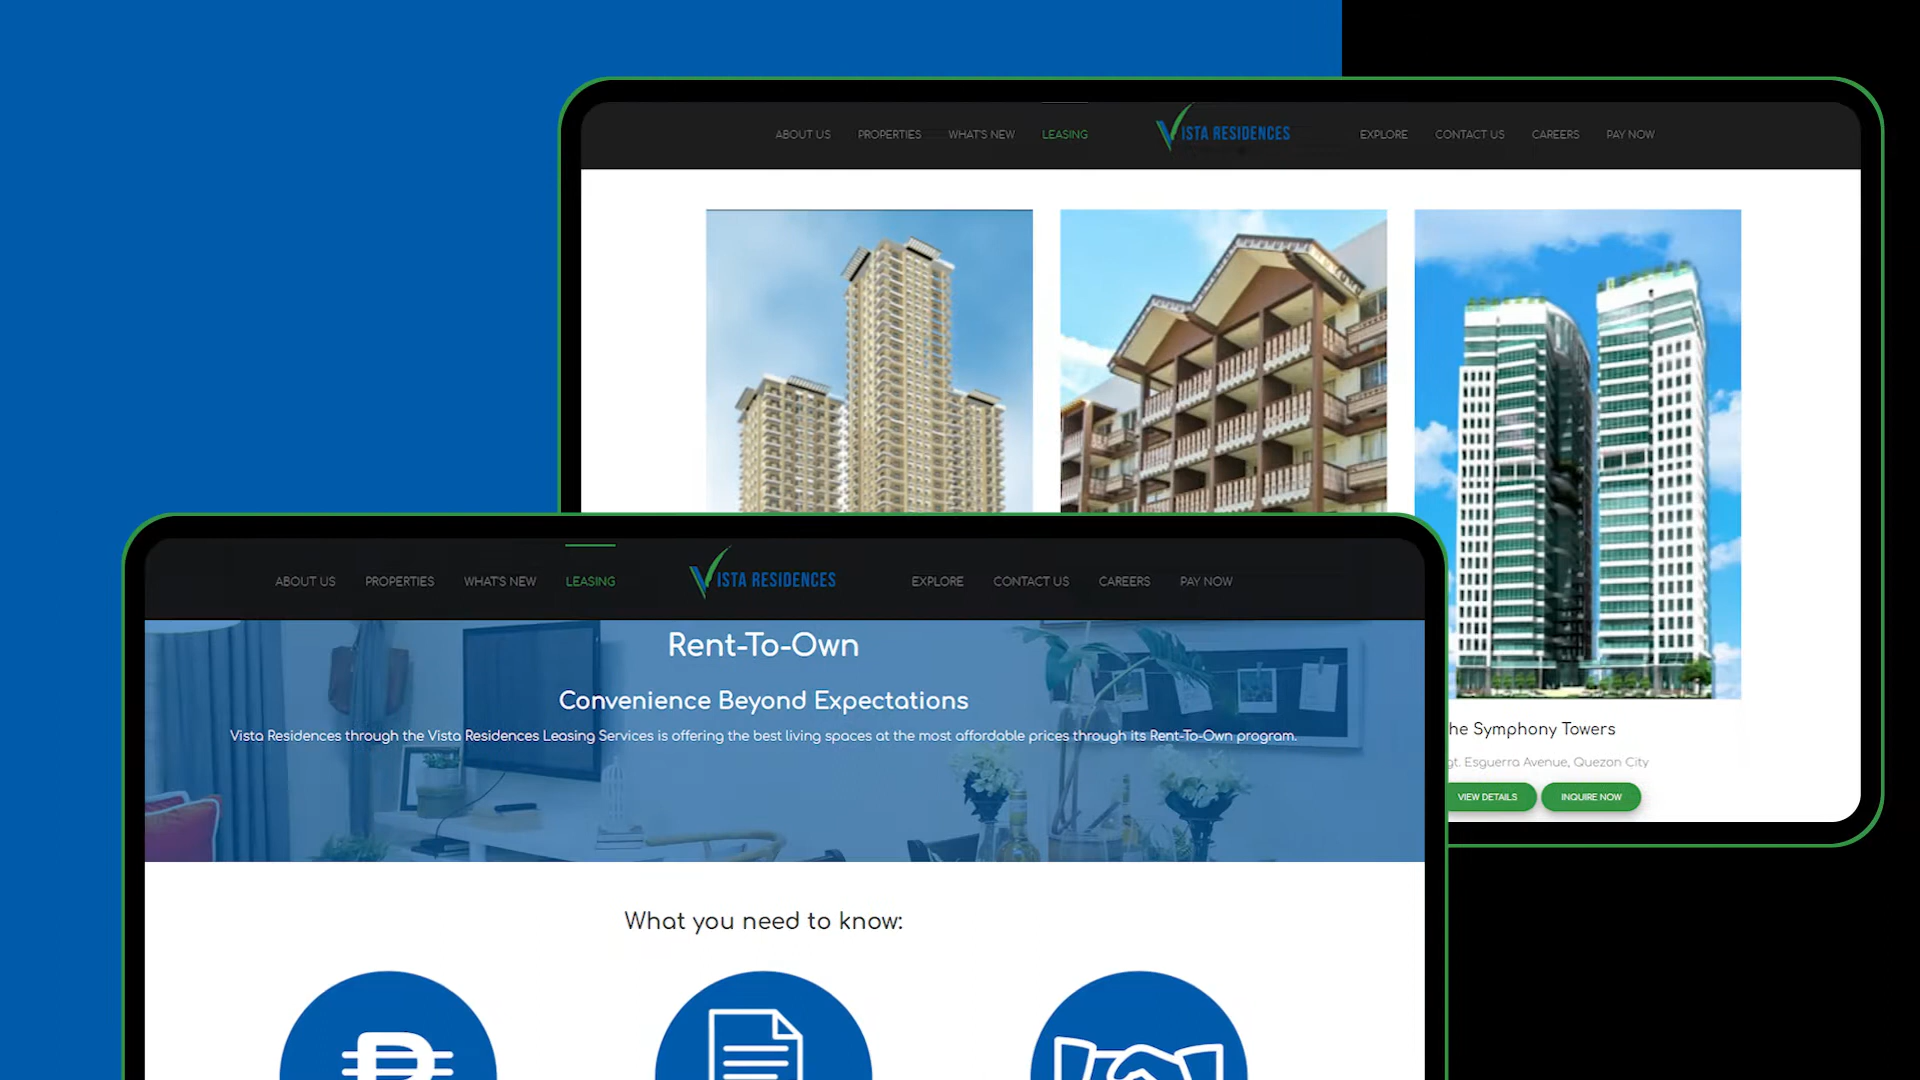 ABOUT US PROPERTIES WHAT'S NEW LEASING VISTA RESIDENCES EXPLORE CONTACT US CAREERS PAY NOW
he Symphony Towers
gt. Esguerra Avenue, Quezon City
VIEW DETAILS INQUIRE NOW
ABOUT US PROPERTIES WHAT'S NEW LEASING VISTA RESIDENCES EXPLORE CONTACT US CAREERS PAY NOW
Rent-To-Own
Convenience Beyond Expectations
Vista Residences through the Vista Residences Leasing Services is offering the best living spaces at the most affordable prices through its Rent-To-Own program.
What you need to know: